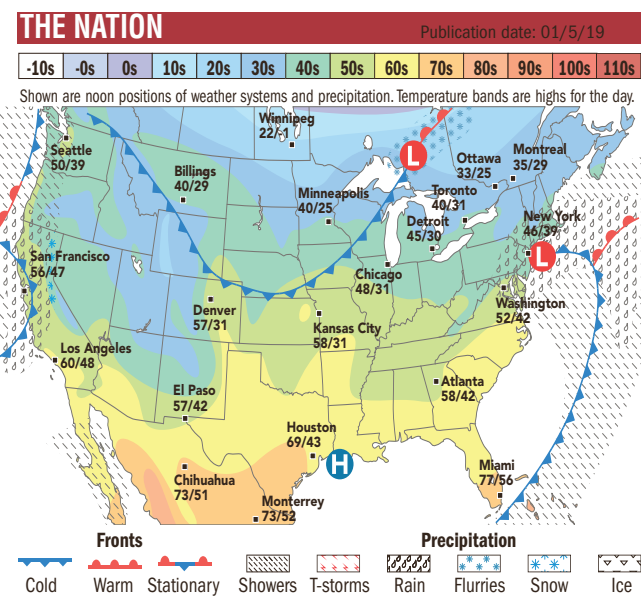 THE NATION
Publication date: 01/5/19
-10s -0s 0s 10s 20s 30s 40s 50s 60s 70s 80s 90s 100s 110s
Shown are noon positions of weather systems and precipitation. Temperature bands are highs for the day.
Winnipeg
22/-1
Seattle
50/39
Billings
40/29
Minneapolis
40/25
L
Ottawa
33/25
Montreal
35/29
Toronto
40/31
Detroit
45/30
New York
46/39
L
San Francisco
56/47
Chicago
48/31
Denver
57/31
Kansas City
58/31
Washington
52/42
Los Angeles
60/48
El Paso
57/42
Atlanta
58/42
Houston
69/43
H
Chihuahua
73/51
Monterrey
73/52
Miami
77/56
Fronts
Precipitation
Cold Warm Stationary Showers T-storms Rain Flurries Snow Ice